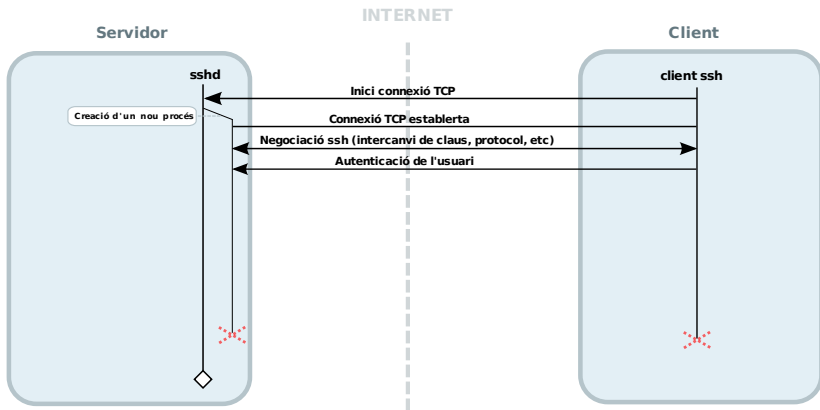 INTERNET
Servidor
Client
sshd
client ssh
Inici connexió TCP
Creació d'un nou procés
Connexió TCP establerta
Negociació ssh (intercanvi de claus, protocol, etc)
Autenticació de l'usuari